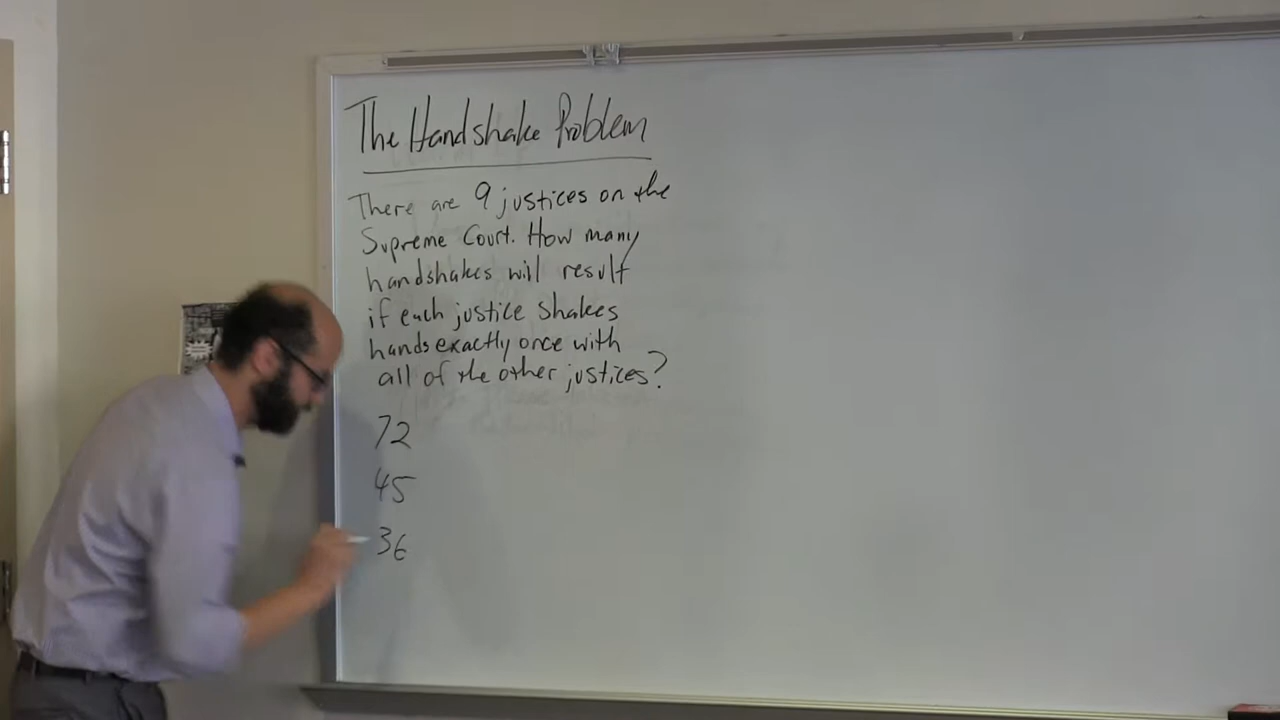 The Handshake Problem
There are 9 justices on the
Supreme Court. How many
handshakes will result
if each justice shakes
hands exactly once with
all of the other justices?
72
45
36